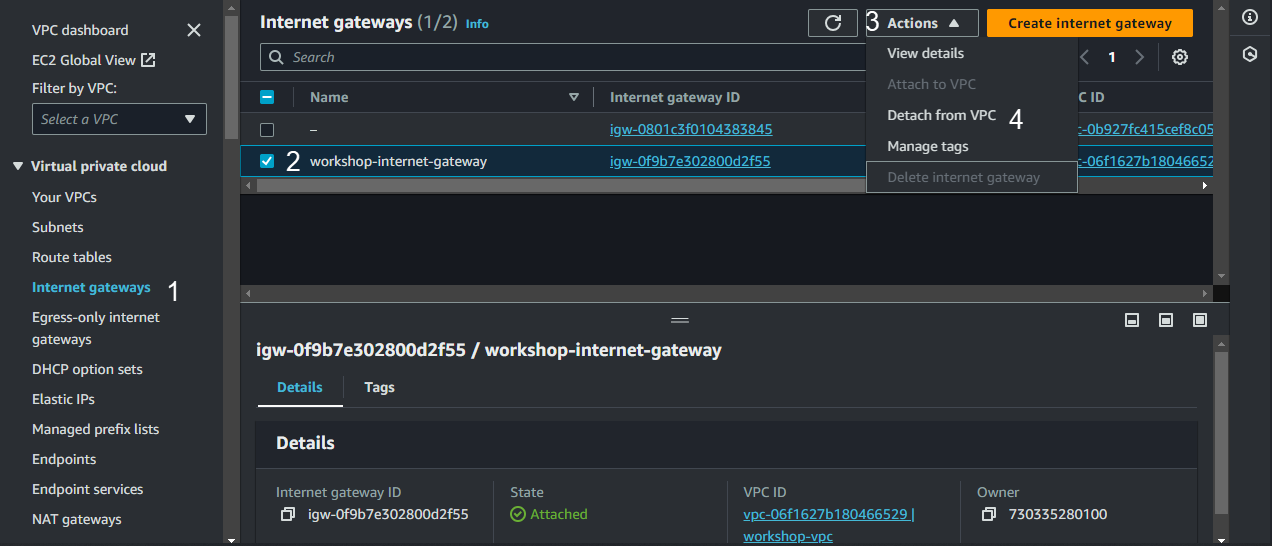 VPC dashboard
EC2 Global View
Filter by VPC:
Select a VPC
Virtual private cloud
Your VPCs
Subnets
Route tables
Internet gateways 1
Egress-only internet
gateways
DHCP option sets
Elastic IPs
Managed prefix lists
Endpoints
Endpoint services
NAT gateways
Internet gateways (1/2) Info
3 Actions
Create internet gateway
Search
1
View details
Attach to VPC
Detach from VPC 4
Manage tags
Delete internet gateway
Name Internet gateway ID C ID
– igw-0801c3f0104383845 c-0b927fc415cef8c05
2 workshop-internet-gateway igw-0f9b7e302800d2f55 c-06f1627b18046652
igw-0f9b7e302800d2f55 / workshop-internet-gateway
Details Tags
Details
Internet gateway ID
igw-0f9b7e302800d2f55
State
Attached
VPC ID
vpc-06f1627b180466529 |
workshop-vpc
Owner
730335280100